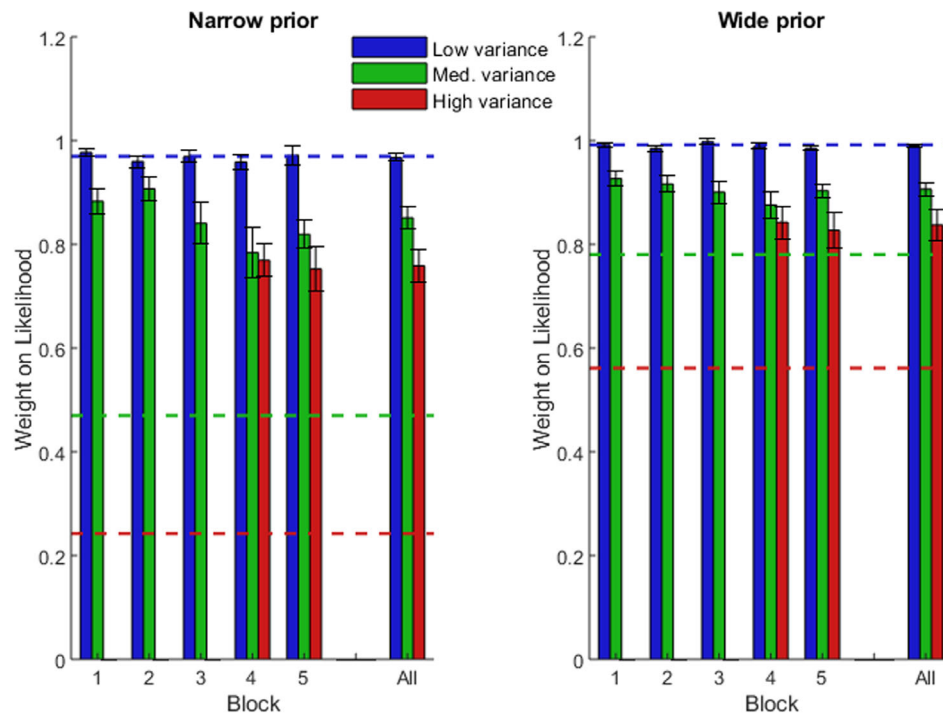 Narrow prior
Wide prior
Low variance
Med. variance
High variance
Weight on Likelihood
1.2
1
0.8
0.6
0.4
0.2
0
1 2 3 4 5 All
Block
Weight on Likelihood
1.2
1
0.8
0.6
0.4
0.2
0
1 2 3 4 5 All
Block